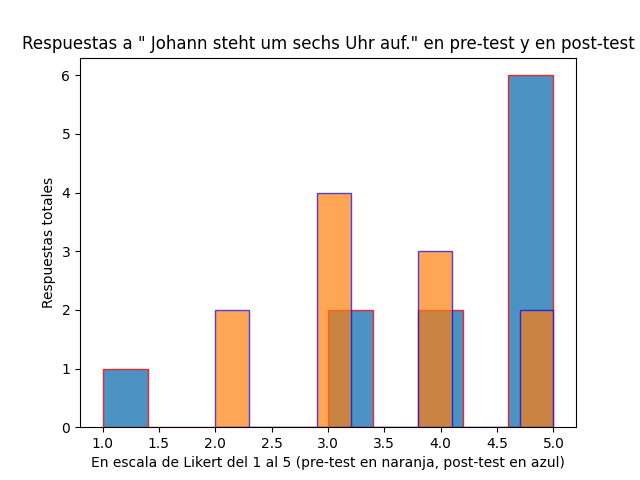 Respuestas a " Johann steht um sechs Uhr auf." en pre-test y en post-test
6
5
4
3
2
1
0
Respuestas totales
1.0 1.5 2.0 2.5 3.0 3.5 4.0 4.5 5.0
En escala de Likert del 1 al 5 (pre-test en naranja, post-test en azul)